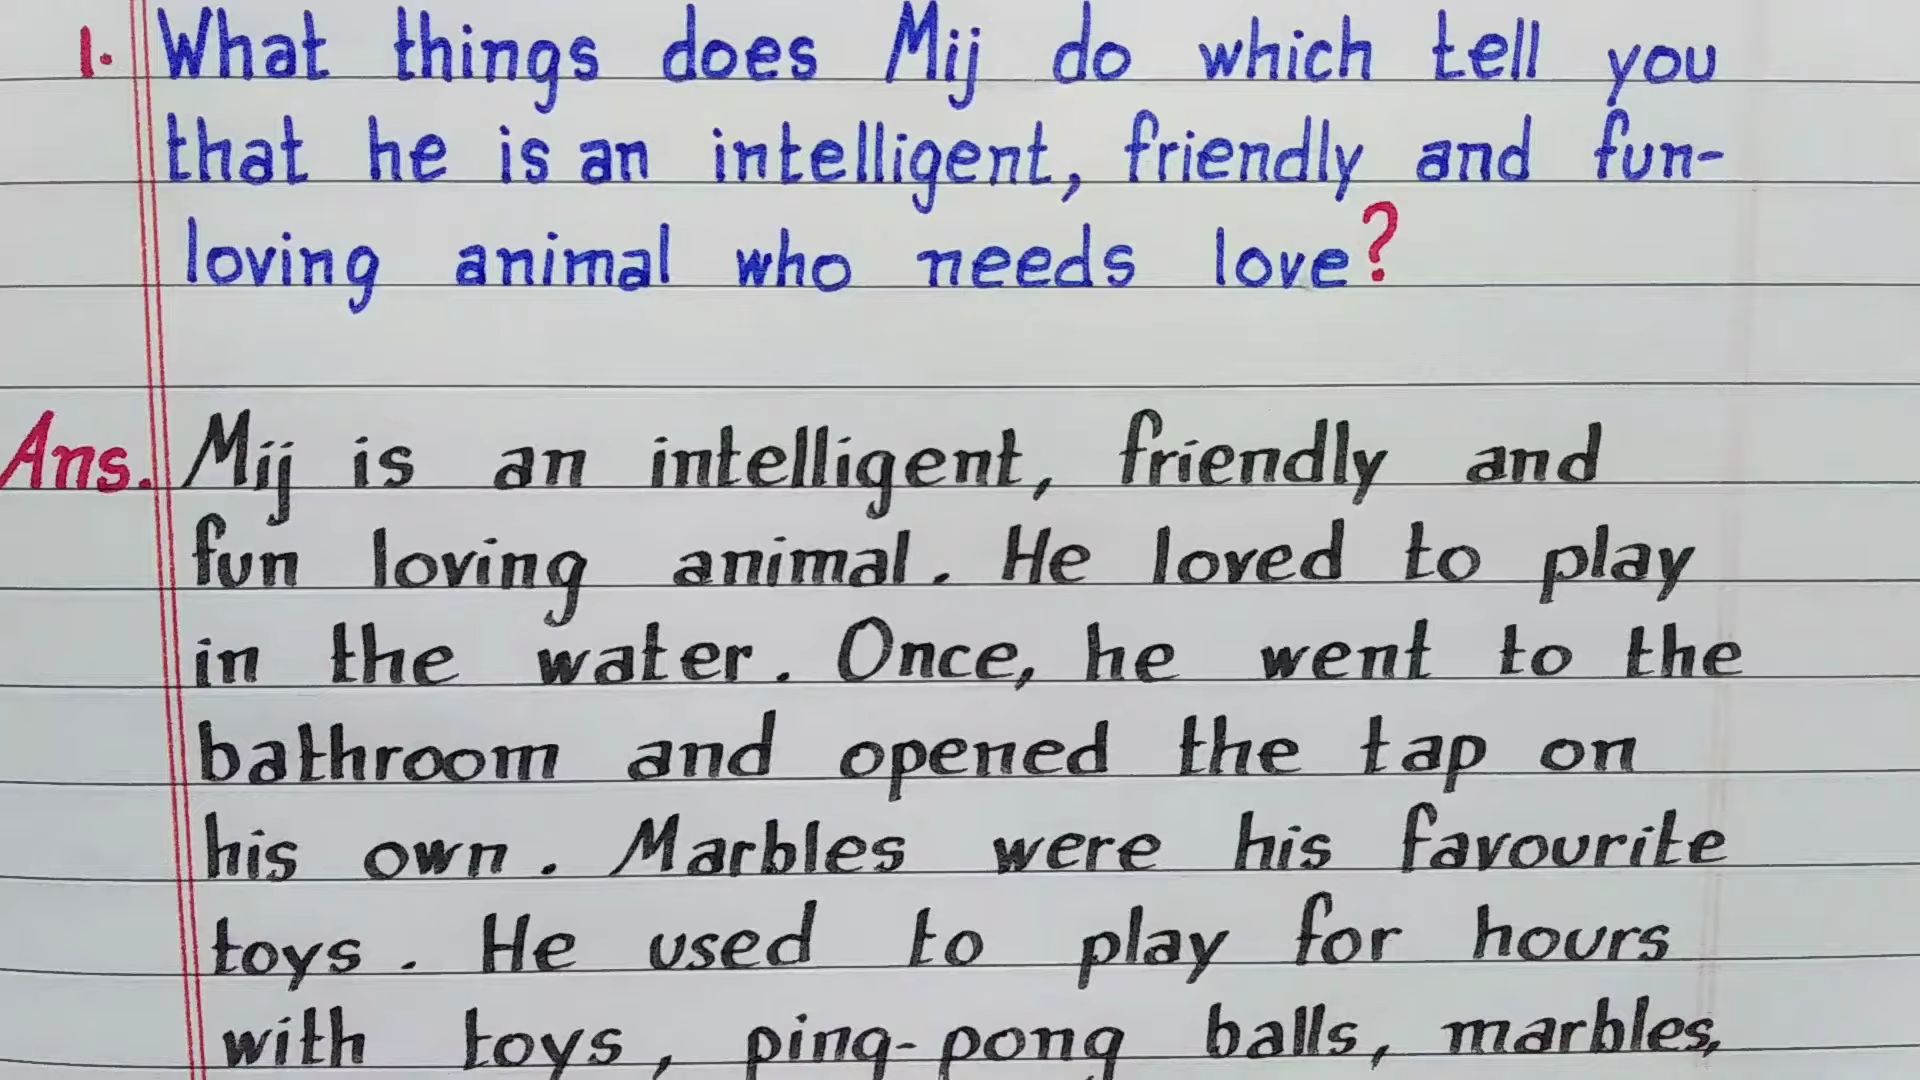 1. What things does Mij do which tell you
that he is an intelligent, friendly and fun-
loving animal who needs love?
Ans. Mij is an intelligent, friendly and
fun loving animal. He loved to play
in the water. Once, he went to the
bathroom and opened the tap on
his own. Marbles were his favourite
toys. He used to play for hours
with toys, ping-pong balls, marbles,